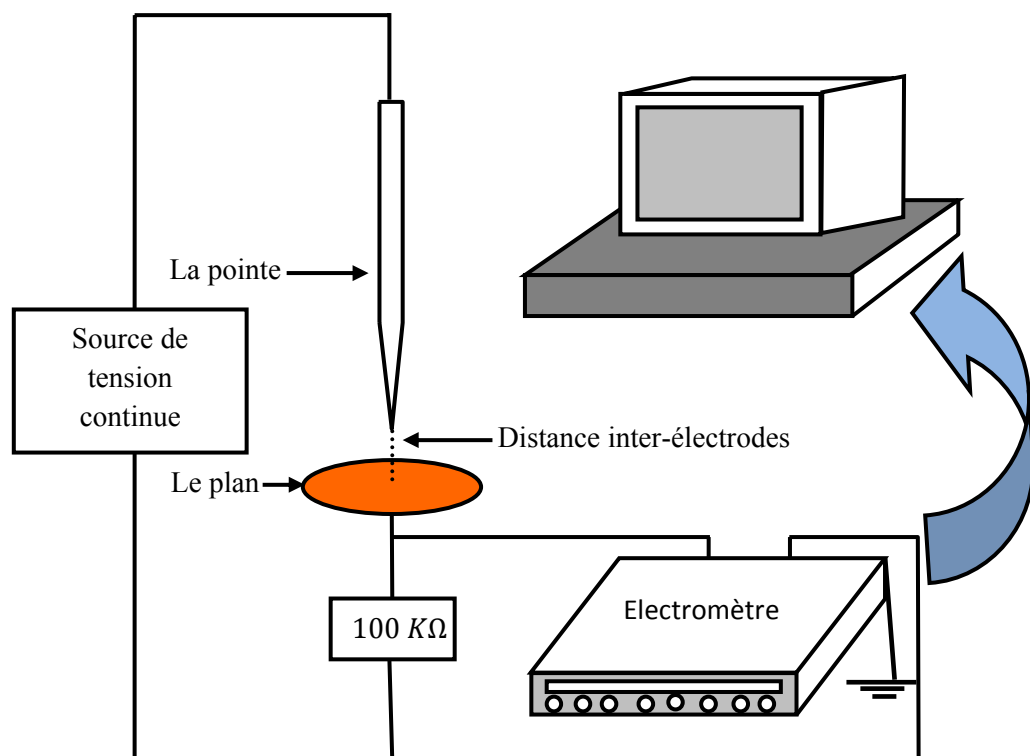 La pointe
Source de
tension
continue
Distance inter-électrodes
Le plan
Electromètre
100 𝐾Ω